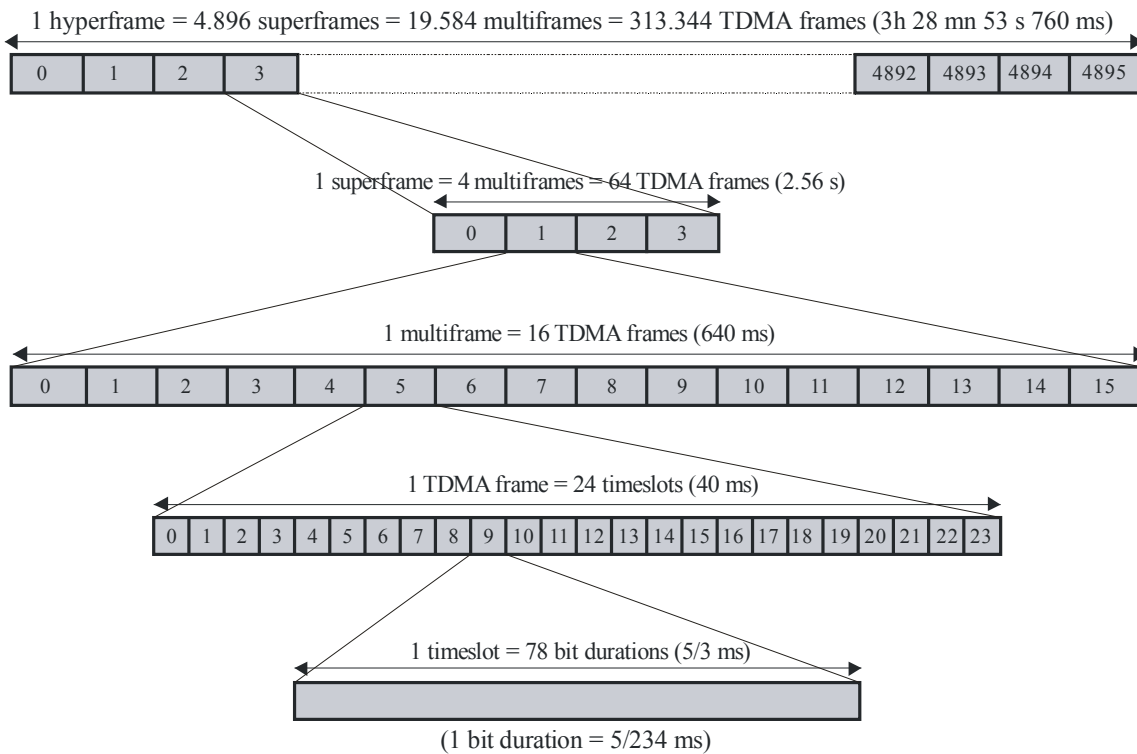 1 hyperframe = 4.896 superframes = 19.584 multiframes = 313.344 TDMA frames (3h 28 mn 53 s 760 ms)
0 1 2 3 4892 4893 4894 4895
1 superframe = 4 multiframes = 64 TDMA frames (2.56 s)
0 1 2 3
1 multiframe = 16 TDMA frames (640 ms)
0 1 2 3 4 5 6 7 8 9 10 11 12 13 14 15
1 TDMA frame = 24 timeslots (40 ms)
0 1 2 3 4 5 6 7 8 9 10 11 12 13 14 15 16 17 18 19 20 21 22 23
1 timeslot = 78 bit durations (5/3 ms)
(1 bit duration = 5/234 ms)